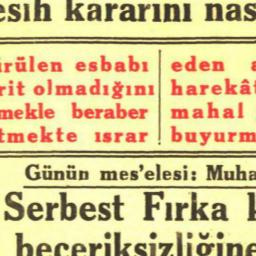 esih kararını nas
irülen esbabı
rit olmadığını
mekle beraber
tmekte ısrar
eden a
harekât
mahal
buyurm
Günün mes'elesi: Muha
Serbest Fırka
beceriksizliğine